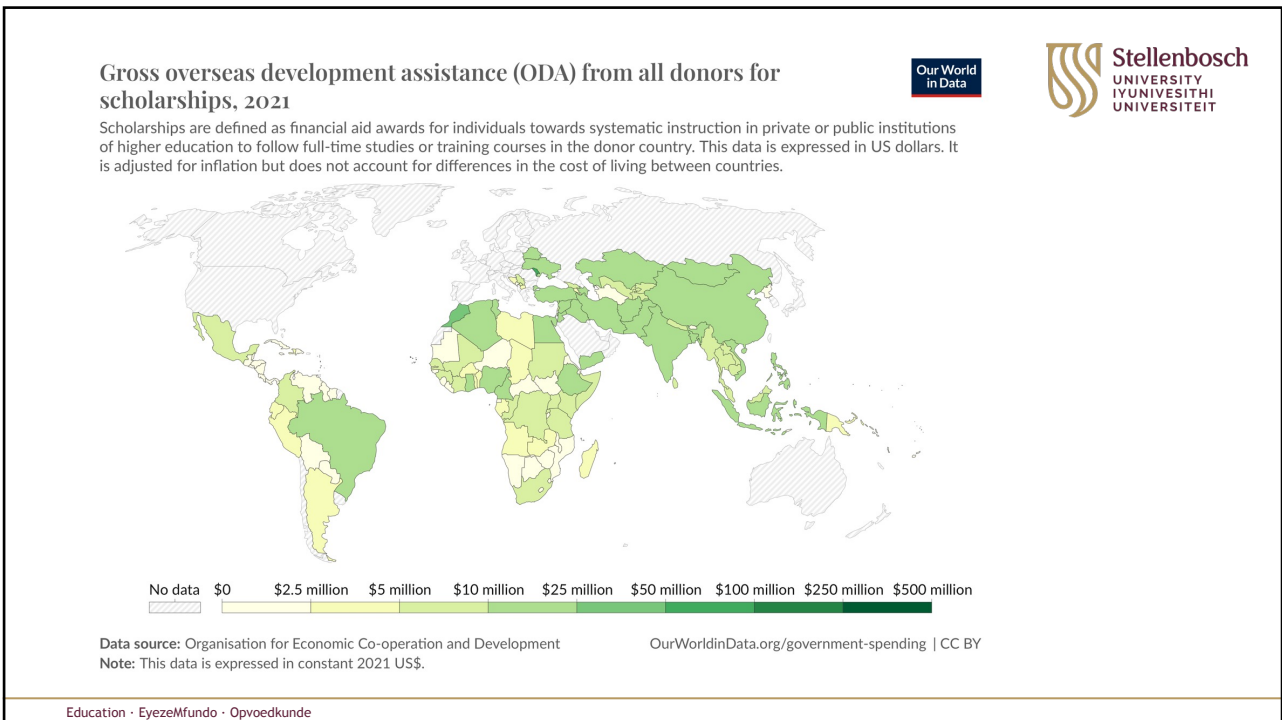 Gross overseas development assistance (ODA) from all donors for
scholarships, 2021
Our World
in Data
Stellenbosch
UNIVERSITY
IYUNIVESITHI
UNIVERSITEIT
Scholarships are defined as financial aid awards for individuals towards systematic instruction in private or public institutions
of higher education to follow full-time studies or training courses in the donor country. This data is expressed in US dollars. It
is adjusted for inflation but does not account for differences in the cost of living between countries.
No data $0 $2.5 million $5 million $10 million $25 million $50 million $100 million $250 million $500 million
Data source: Organisation for Economic Co-operation and Development
OurWorldinData.org/government-spending | CC BY
Note: This data is expressed in constant 2021 US$.
Education · EyezeMfundo · Opvoedkunde